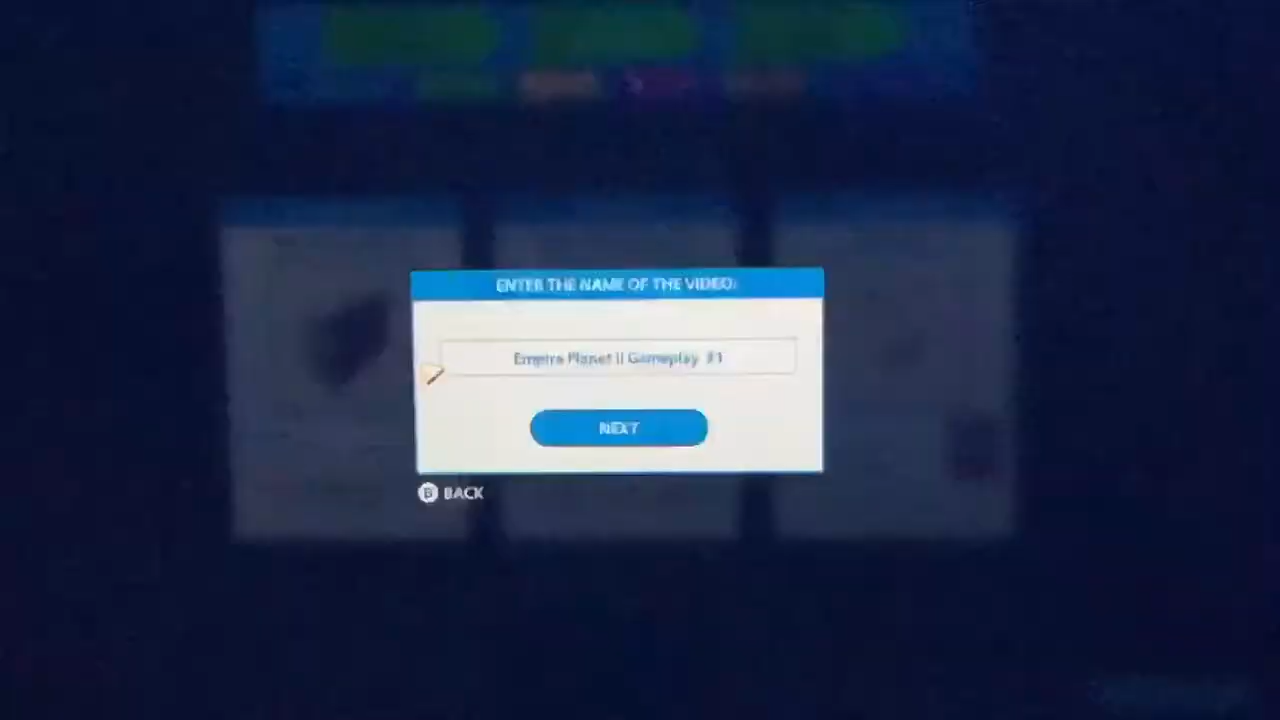 ENTER THE NAME OF THE VIDEO:
Empire Planet II Gameplay #1
NEXT
B BACK